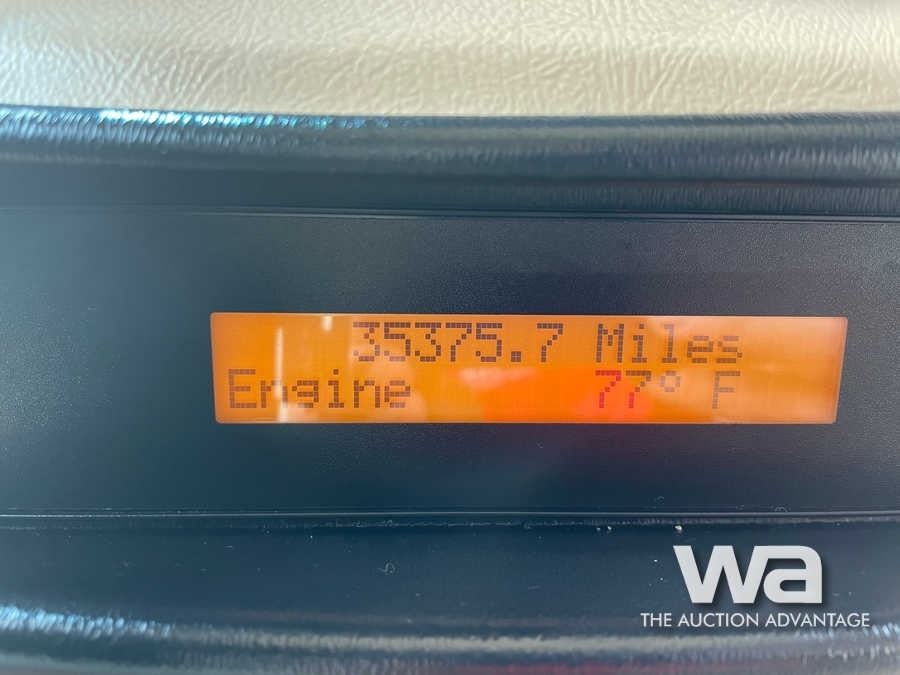 35375.7 Miles
Engine 77° F
wa
THE AUCTION ADVANTAGE